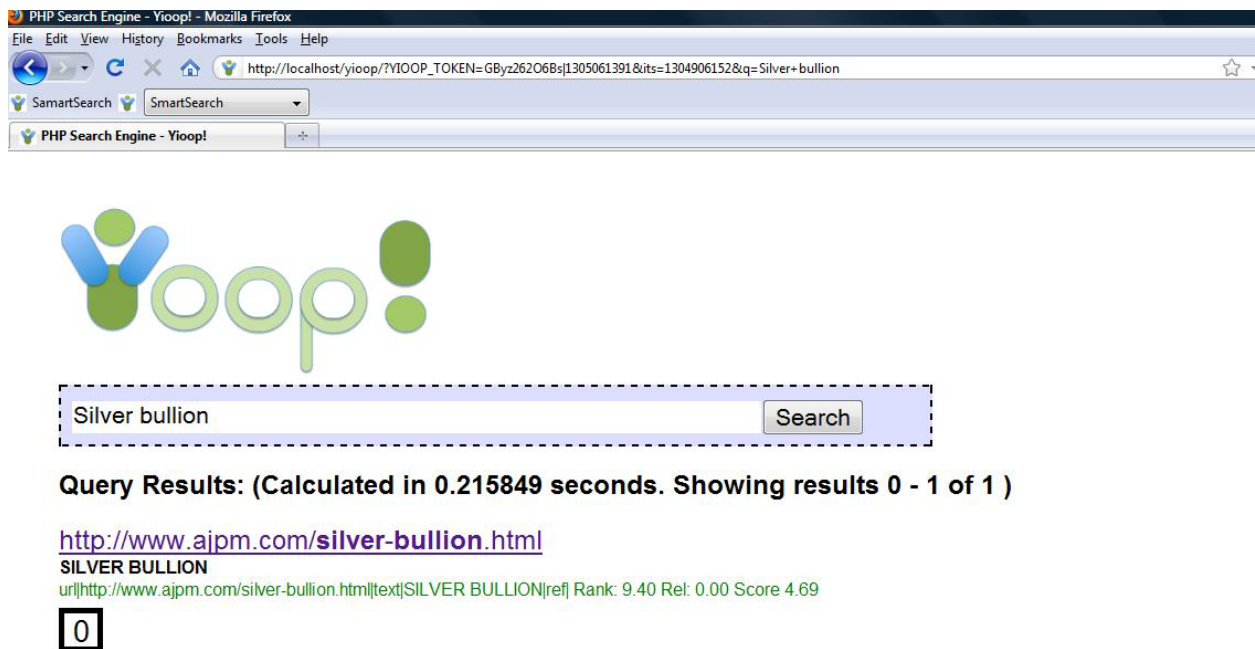 PHP Search Engine - Yioop! - Mozilla Firefox
File Edit View History Bookmarks Tools Help
http://localhost/yioop/?YIOOP_TOKEN=GByz262O6Bs|1305061391&its=1304906152&q=Silver+bullion
SamartSearch SmartSearch
PHP Search Engine - Yioop!
Yioop!
Silver bullion Search
Query Results: (Calculated in 0.215849 seconds. Showing results 0 - 1 of 1 )
http://www.ajpm.com/silver-bullion.html
SILVER BULLION
url|http://www.ajpm.com/silver-bullion.html|text|SILVER BULLION|ref| Rank: 9.40 Rel: 0.00 Score 4.69
0